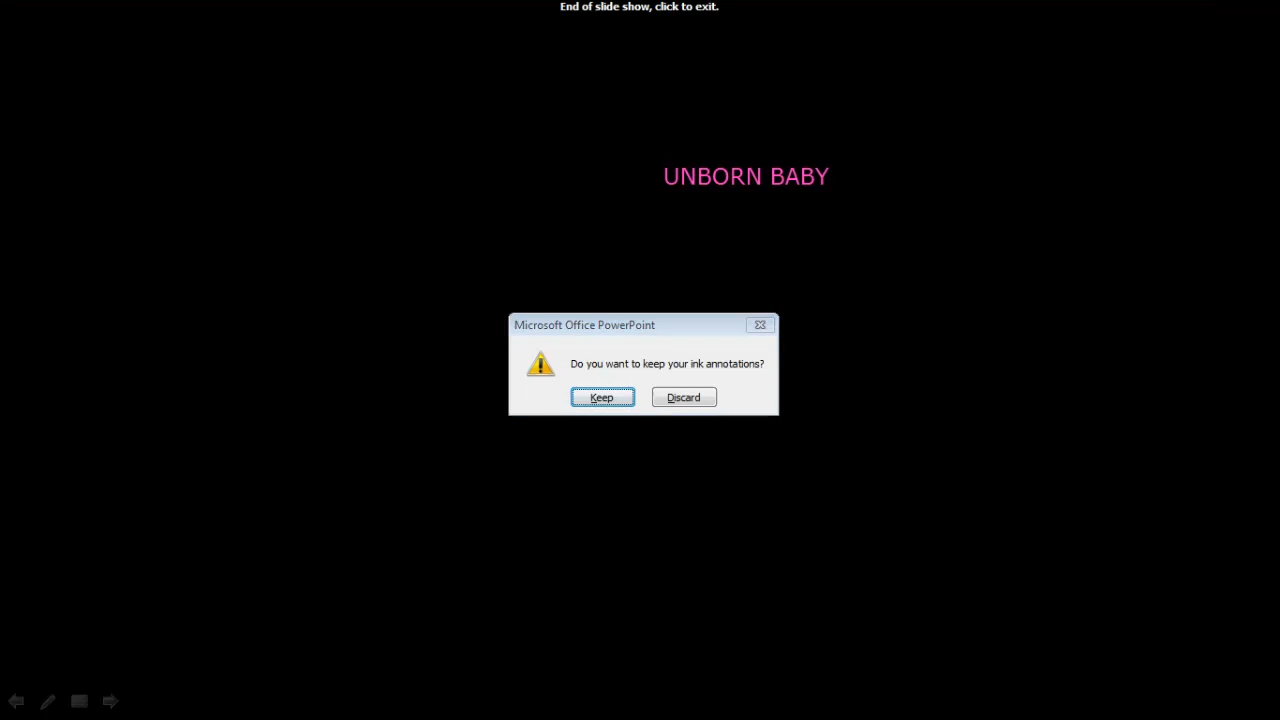 End of slide show, click to exit.
UNBORN BABY
Microsoft Office PowerPoint
Do you want to keep your ink annotations?
Keep
Discard